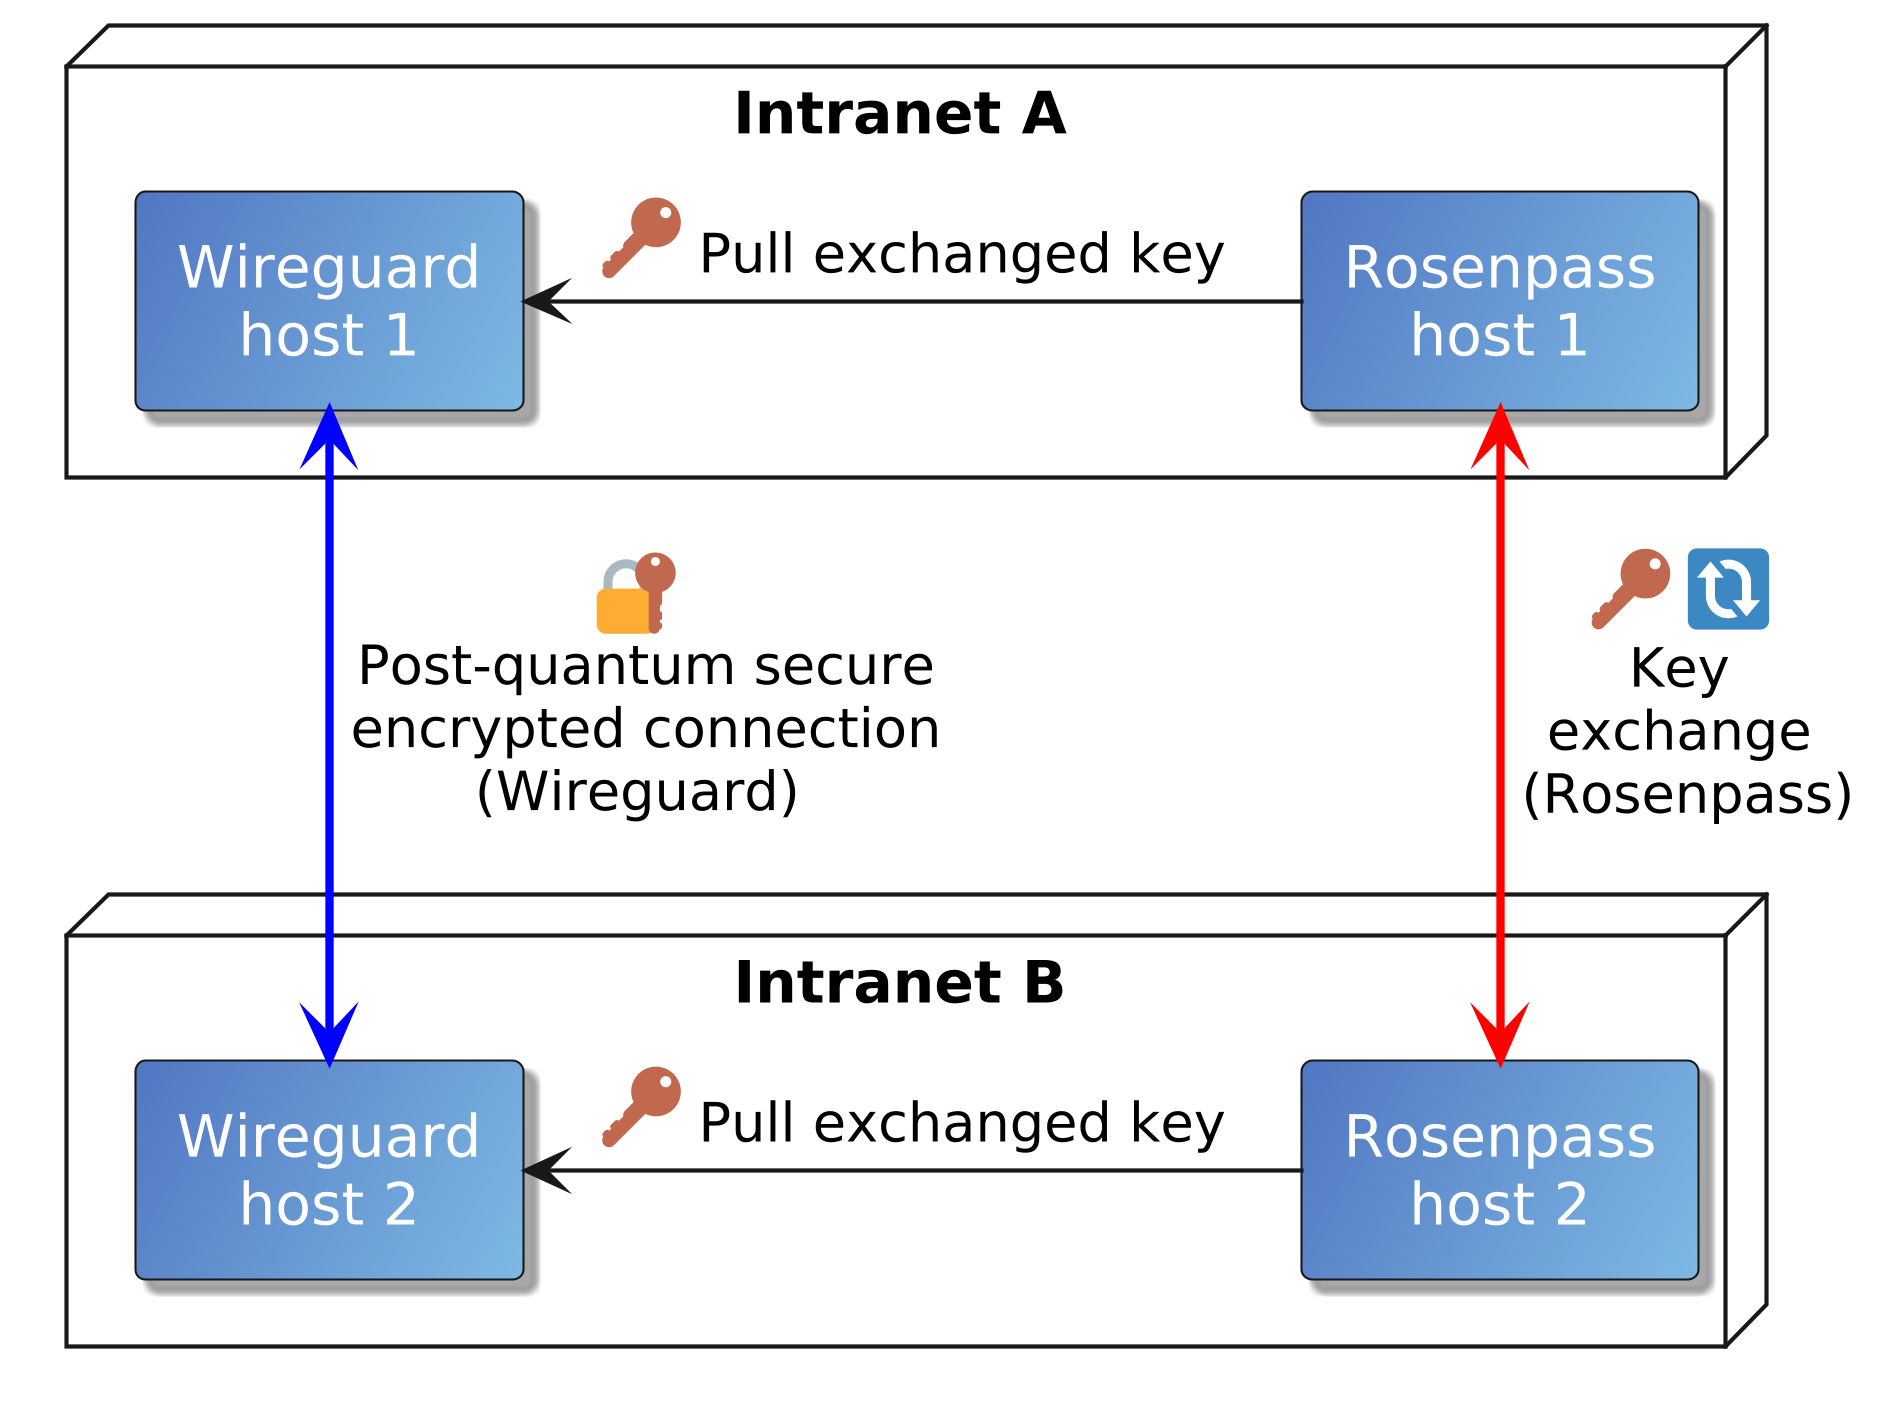 Intranet A
Wireguard
host 1
Pull exchanged key
Rosenpass
host 1
Post-quantum secure
encrypted connection
(Wireguard)
Key
exchange
(Rosenpass)
Intranet B
Wireguard
host 2
Pull exchanged key
Rosenpass
host 2